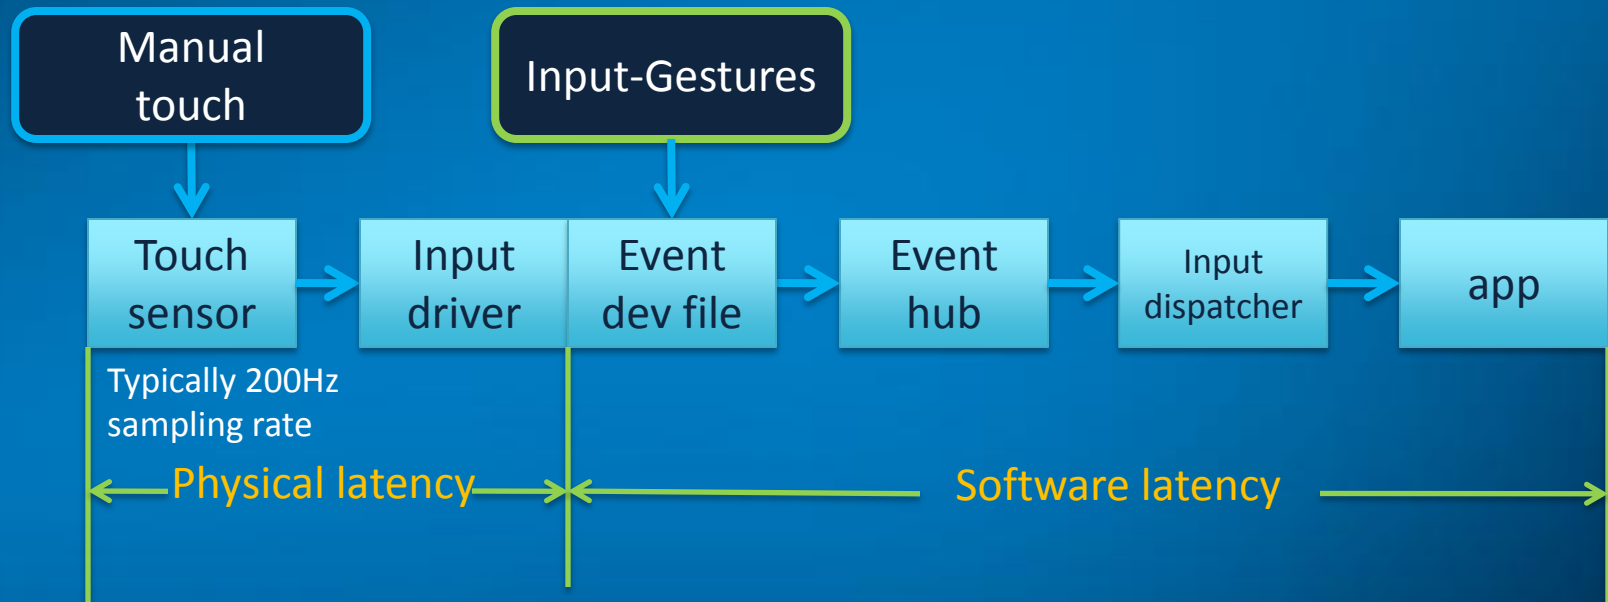 Manual
touch
Input-Gestures
Touch
sensor
Input
driver
Event
dev file
Event
hub
Input
dispatcher
app
Typically 200Hz
sampling rate
Physical latency
Software latency